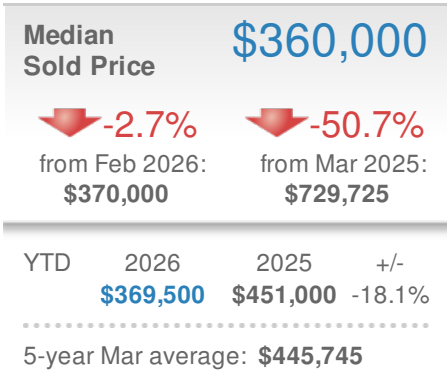 Median
Sold Price
$360,000
-2.7%
-50.7%
from Feb 2026:
from Mar 2025:
$370,000
$729,725
YTD 2026 2025 +/-
$369,500 $451,000 -18.1%
5-year Mar average: $445,745